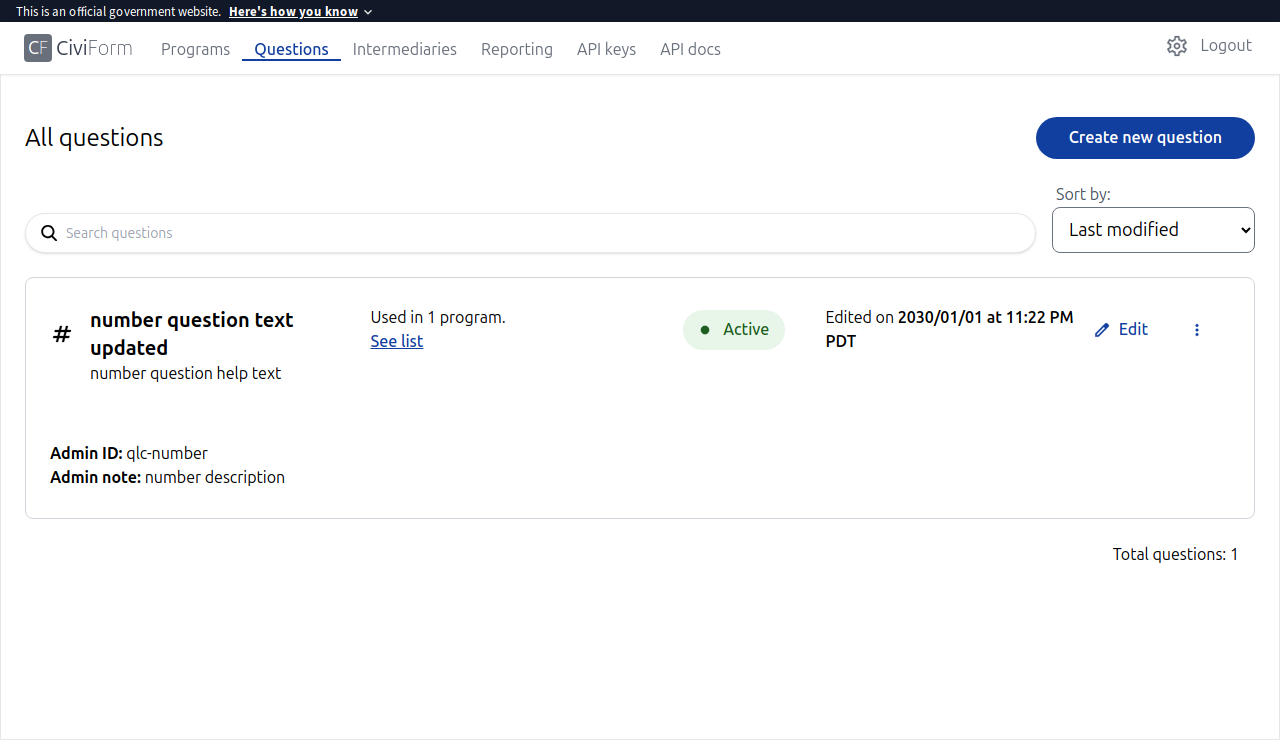 This is an official government website. Here's how you know
CF CiviForm Programs Questions Intermediaries Reporting API keys API docs Logout
All questions
Create new question
Sort by:
Search questions
Last modified
number question text
updated
number question help text
Used in 1 program.
See list
Active
Edited on 2030/01/01 at 11:22 PM
PDT
Edit
Admin ID: qlc-number
Admin note: number description
Total questions: 1